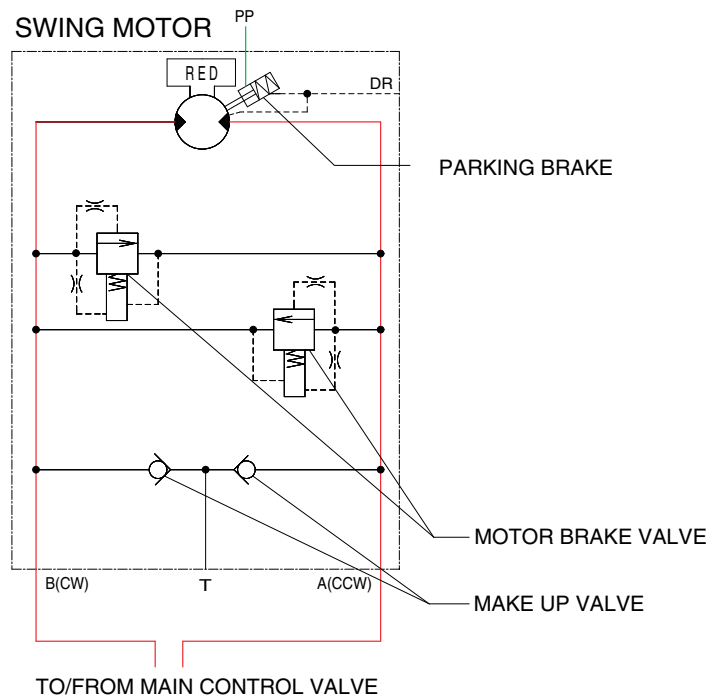 SWING MOTOR
PP
RED
DR
PARKING BRAKE
MOTOR BRAKE VALVE
B(CW)
T
A(CCW)
MAKE UP VALVE
TO/FROM MAIN CONTROL VALVE